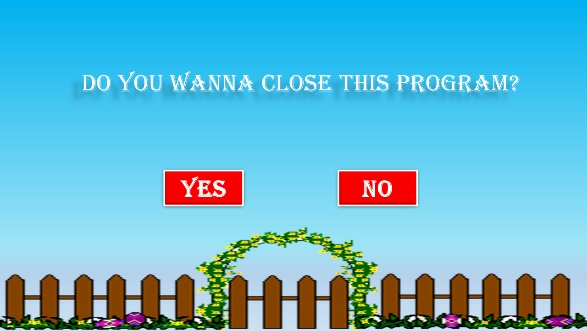 DO YOU WANNA CLOSE THIS PROGRAM?
YES
NO